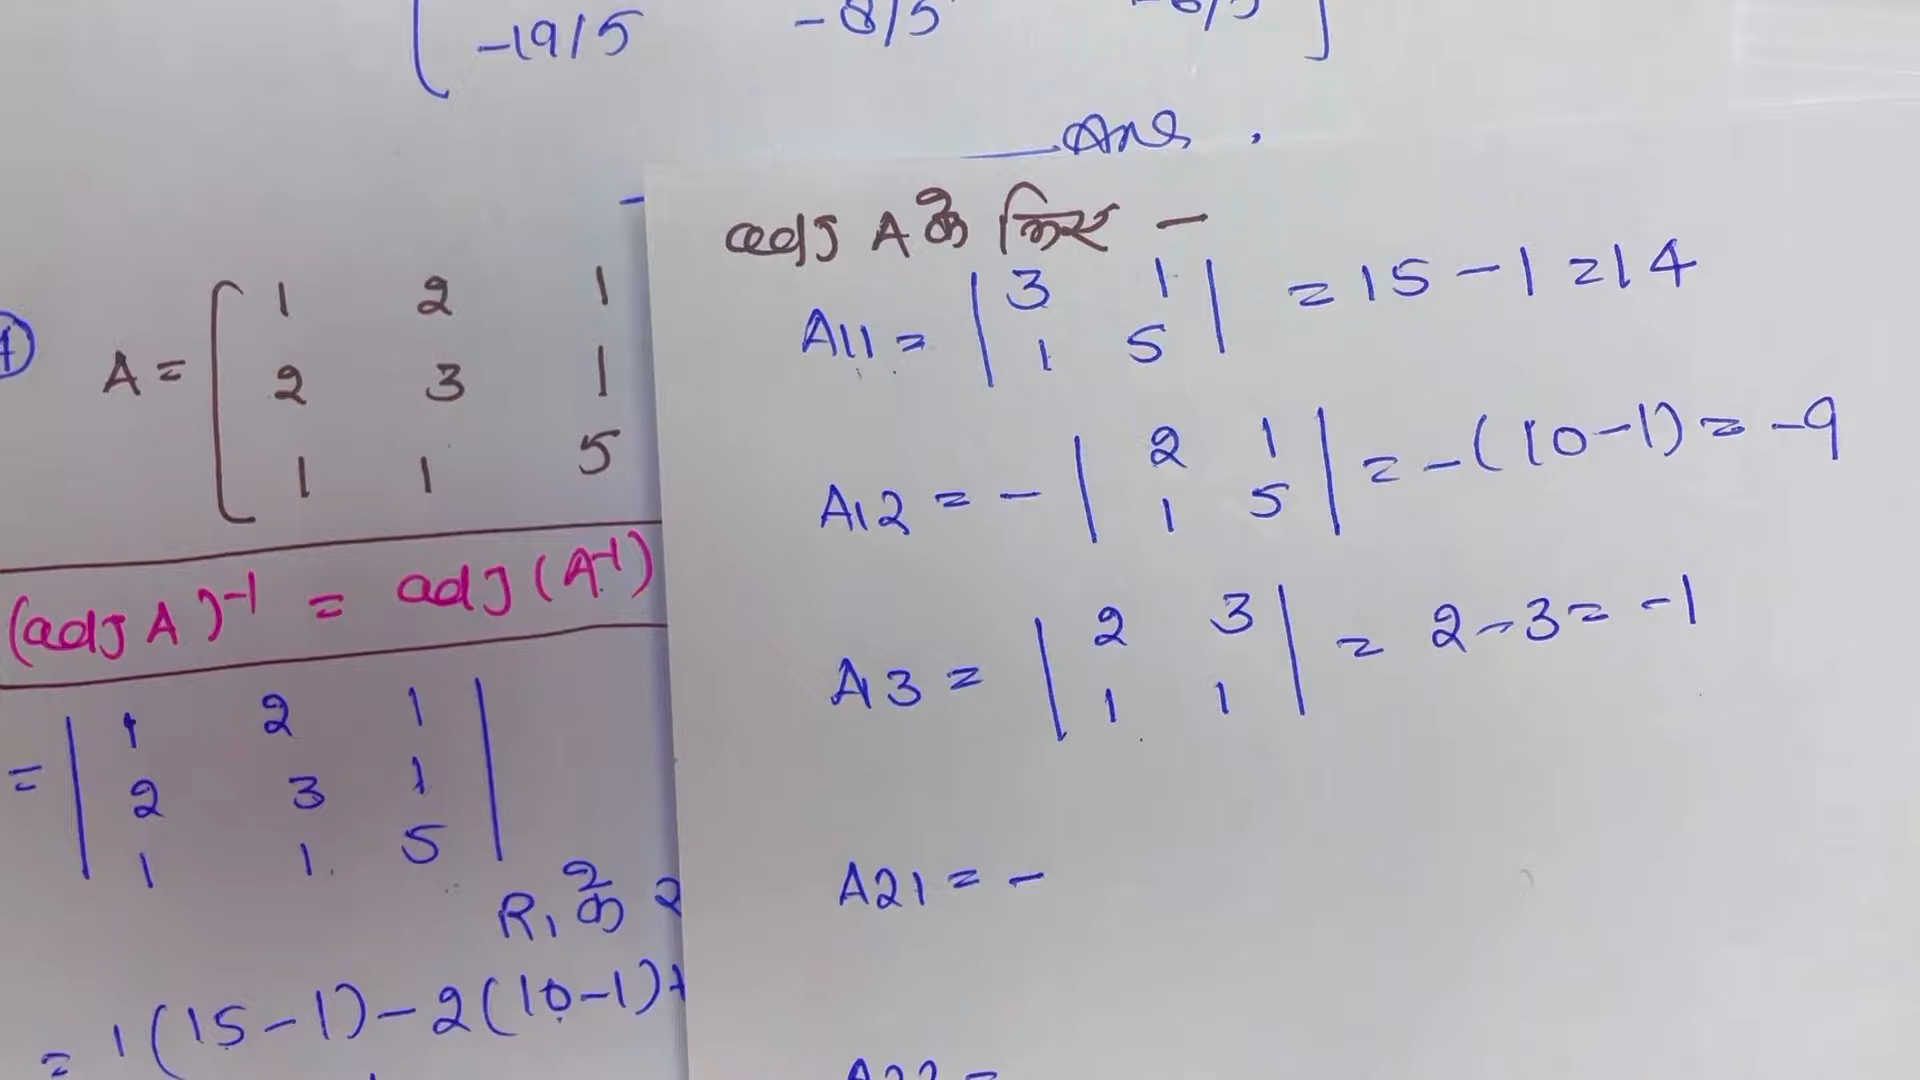 -19/5 -8/5 -6/5
Ans.
A = [ 1 2 1
2 3 1
1 1 5
(adj A)⁻¹ = adj (A⁻¹)
= | 1 2 1 |
2 3 1
1 1 5
R₁ के
= 1(15-1)-2(10-1)+
adj A के लिए -
A11 = | 3 1 | = 15-1=14
1 5
A12 = - | 2 1 | = -(10-1) = -9
1 5
A13 = | 2 3 | = 2-3 = -1
1 1
A21 = -
A22 =